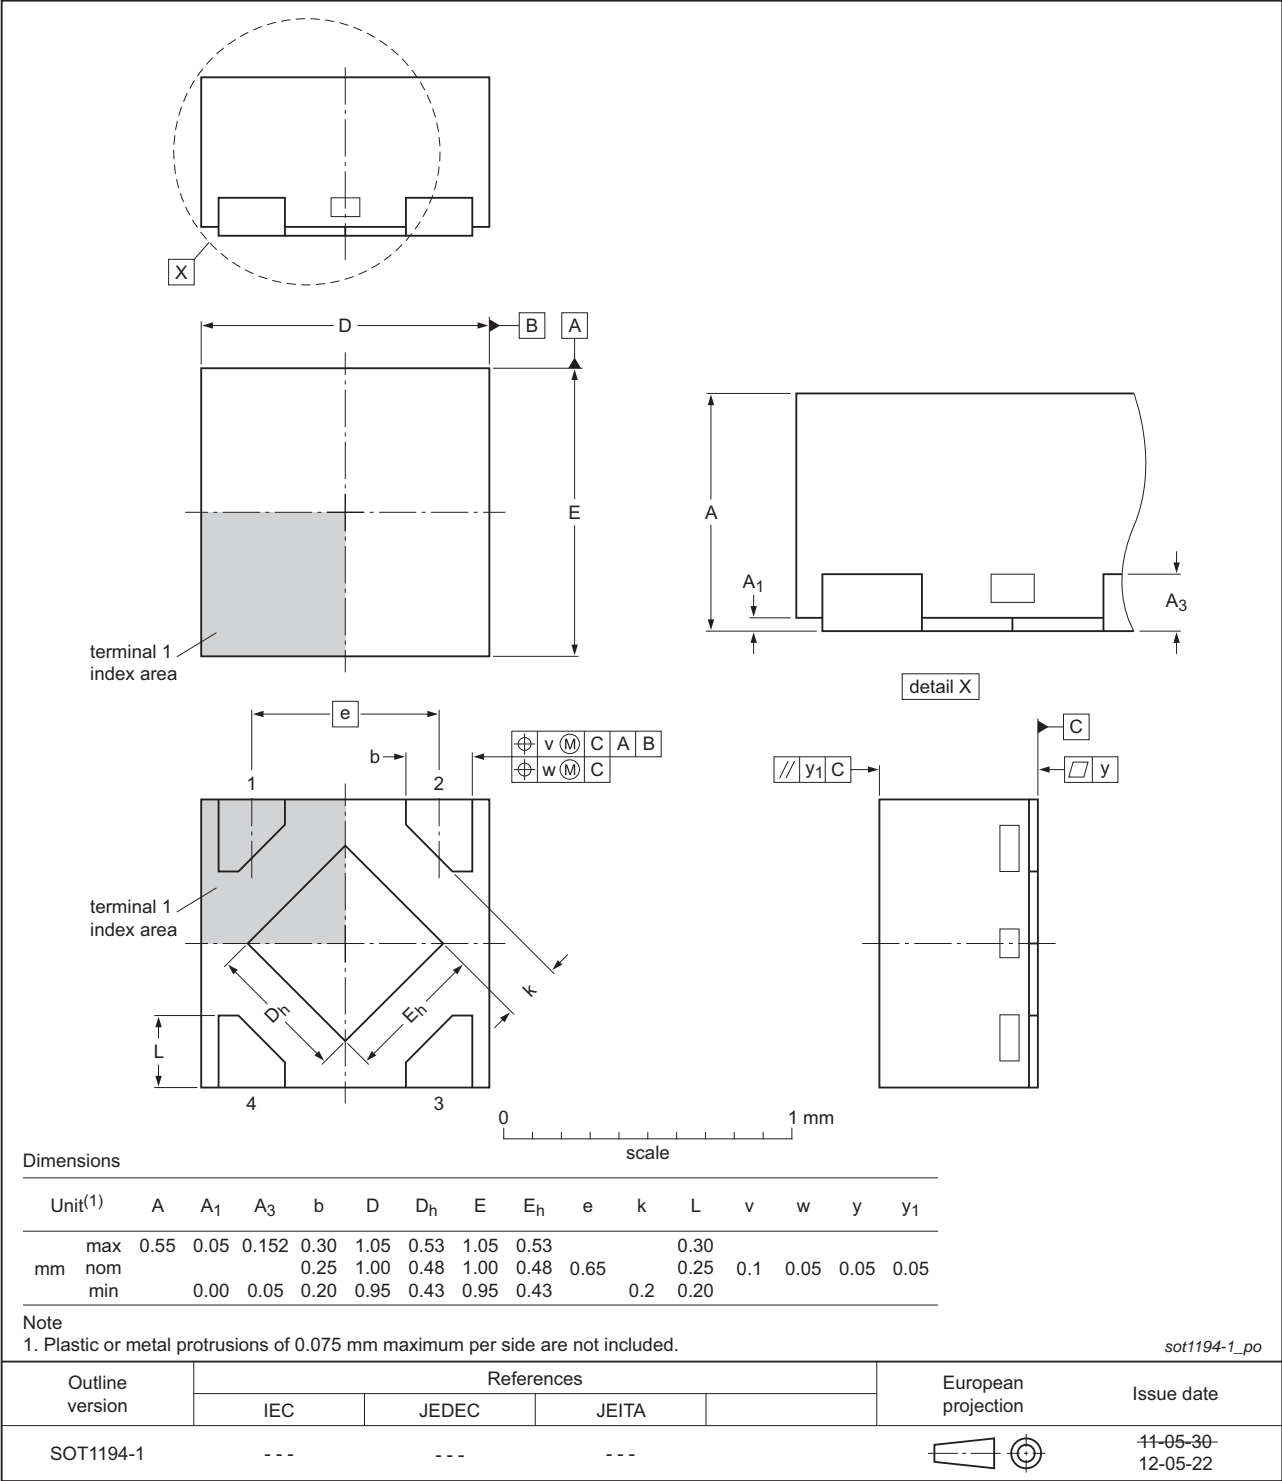 X
D
B
A
E
terminal 1
index area
A
A1
A3
detail X
e
b
v M C A B
w M C
1
2
terminal 1
index area
Dh
Eh
k
L
4
3
C
// y1 C
y
0
1 mm
scale
Dimensions
Unit(1) A A1 A3 b D Dh E Eh e k L v w y y1
max 0.55 0.05 0.152 0.30 1.05 0.53 1.05 0.53 0.30
mm nom 0.25 1.00 0.48 1.00 0.48 0.65 0.25 0.1 0.05 0.05 0.05
min 0.00 0.05 0.20 0.95 0.43 0.95 0.43 0.2 0.20
Note
1. Plastic or metal protrusions of 0.075 mm maximum per side are not included.
sot1194-1_po
Outline
version
References
IEC JEDEC JEITA
European
projection
Issue date
SOT1194-1 - - - - - - - - -
11-05-30
12-05-22